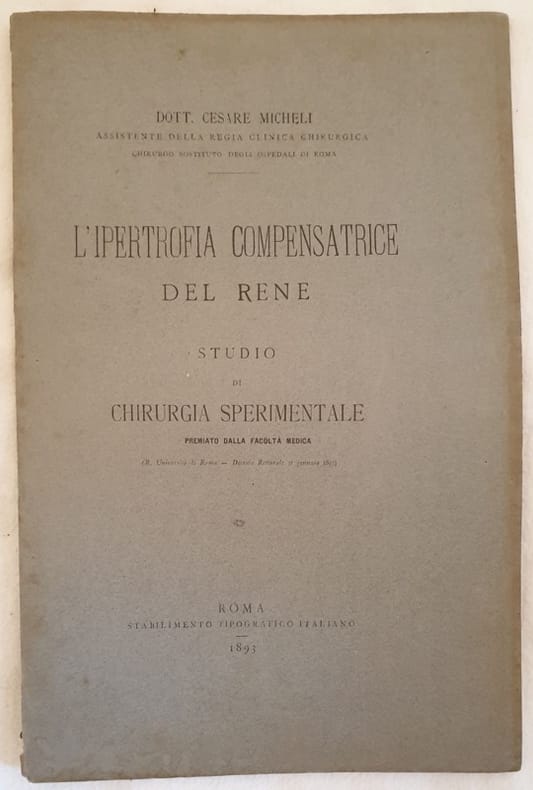 DOTT. CESARE MICHELI
ASSISTENTE DELLA REGIA CLINICA CHIRURGICA
CHIRURGO SOSTITUTO DEGLI OSPEDALI DI ROMA
L'IPERTROFIA COMPENSATRICE
DEL RENE
STUDIO
DI
CHIRURGIA SPERIMENTALE
PREMIATO DALLA FACOLTÀ MEDICA
(R. Università di Roma — Decreto Rettorale gennaio
ROMA
STABILIMENTO TIPOGRAFICO ITALIANO
1893